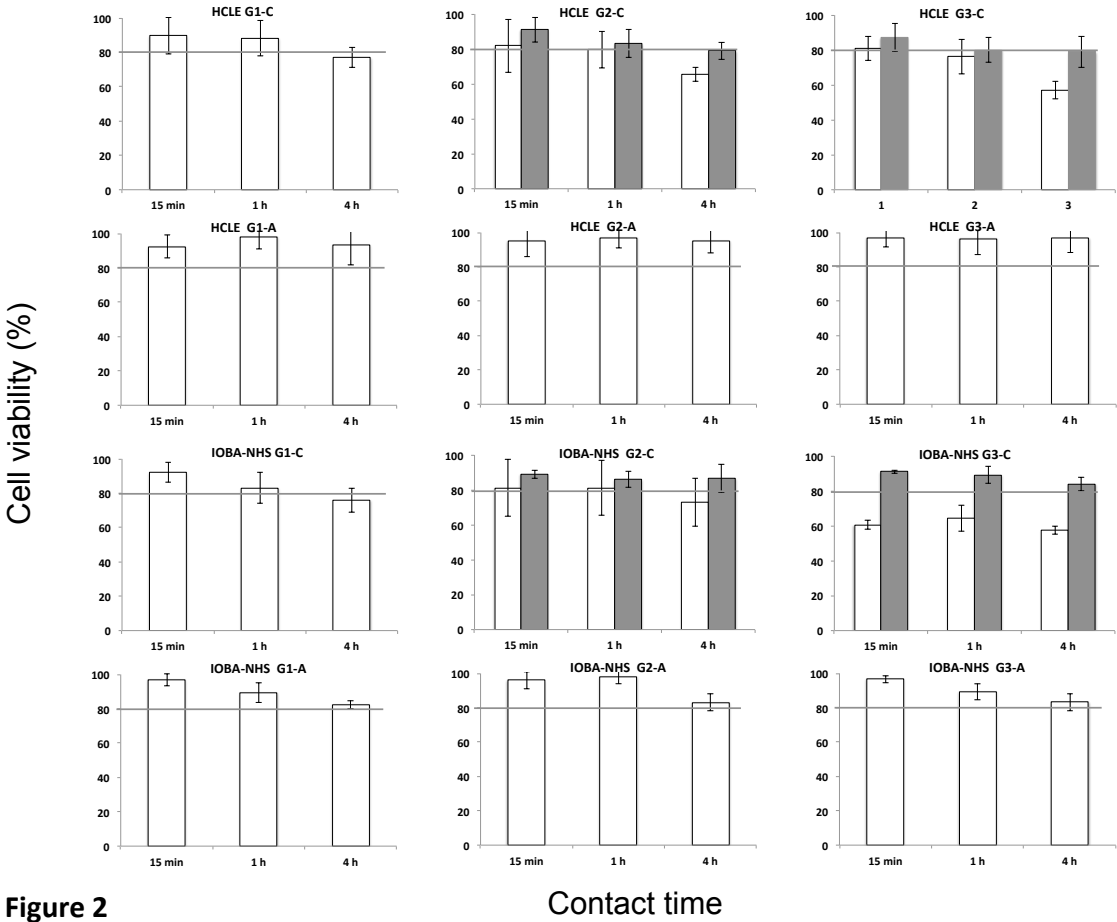 HCLE G1-C
100
80
60
40
20
0
15 min 1 h 4 h
HCLE G2-C
100
80
60
40
20
0
15 min 1 h 4 h
HCLE G3-C
100
80
60
40
20
0
1 2 3
HCLE G1-A
100
80
60
40
20
0
15 min 1 h 4 h
HCLE G2-A
100
80
60
40
20
0
15 min 1 h 4 h
HCLE G3-A
100
80
60
40
20
0
15 min 1 h 4 h
Cell viability (%)
IOBA-NHS G1-C
100
80
60
40
20
0
15 min 1 h 4 h
IOBA-NHS G2-C
100
80
60
40
20
0
15 min 1 h 4 h
IOBA-NHS G3-C
100
80
60
40
20
0
15 min 1 h 4 h
IOBA-NHS G1-A
100
80
60
40
20
0
15 min 1 h 4 h
IOBA-NHS G2-A
100
80
60
40
20
0
15 min 1 h 4 h
IOBA-NHS G3-A
100
80
60
40
20
0
15 min 1 h 4 h
Figure 2
Contact time